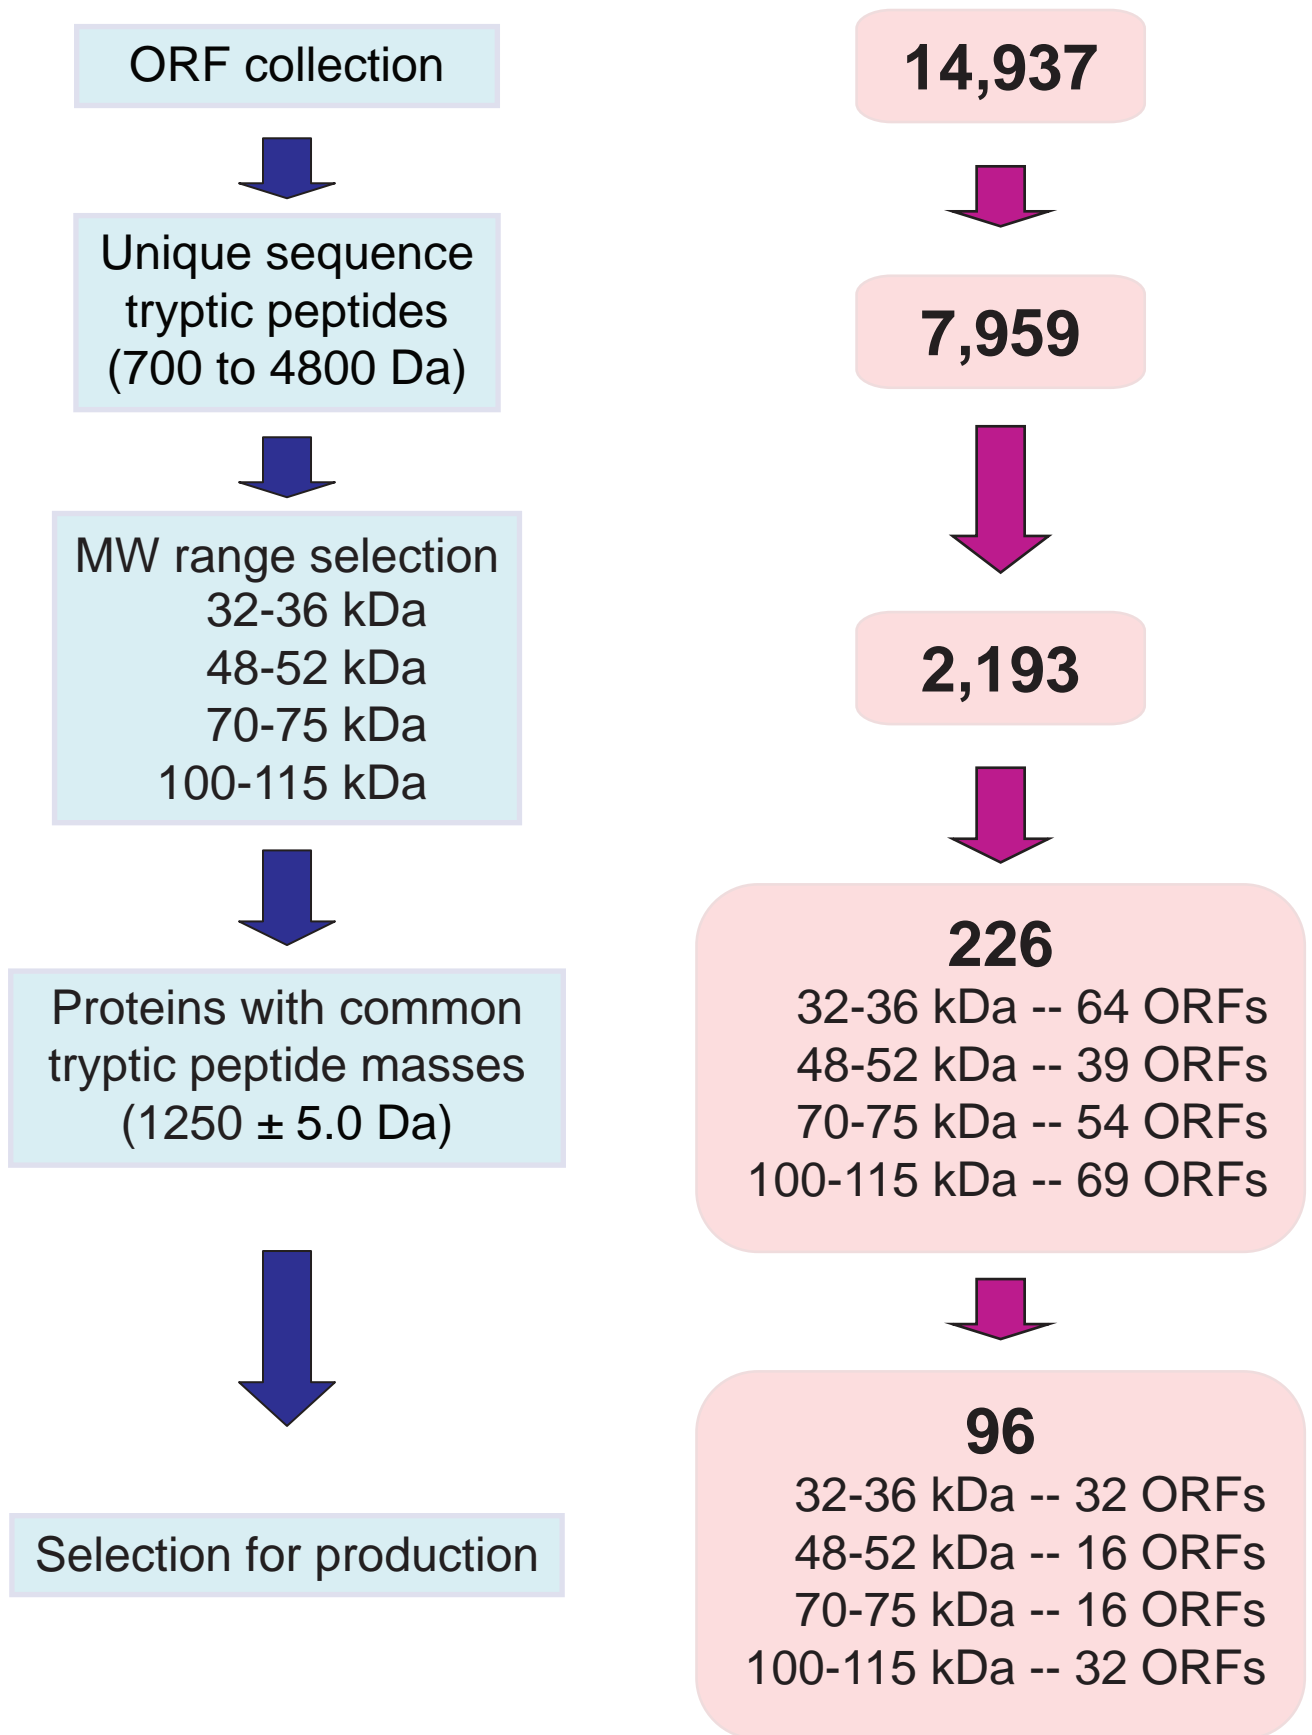 ORF collection
14,937
Unique sequence
tryptic peptides
(700 to 4800 Da)
7,959
MW range selection
32-36 kDa
48-52 kDa
70-75 kDa
100-115 kDa
2,193
Proteins with common
tryptic peptide masses
(1250 ± 5.0 Da)
226
32-36 kDa -- 64 ORFs
48-52 kDa -- 39 ORFs
70-75 kDa -- 54 ORFs
100-115 kDa -- 69 ORFs
Selection for production
96
32-36 kDa -- 32 ORFs
48-52 kDa -- 16 ORFs
70-75 kDa -- 16 ORFs
100-115 kDa -- 32 ORFs